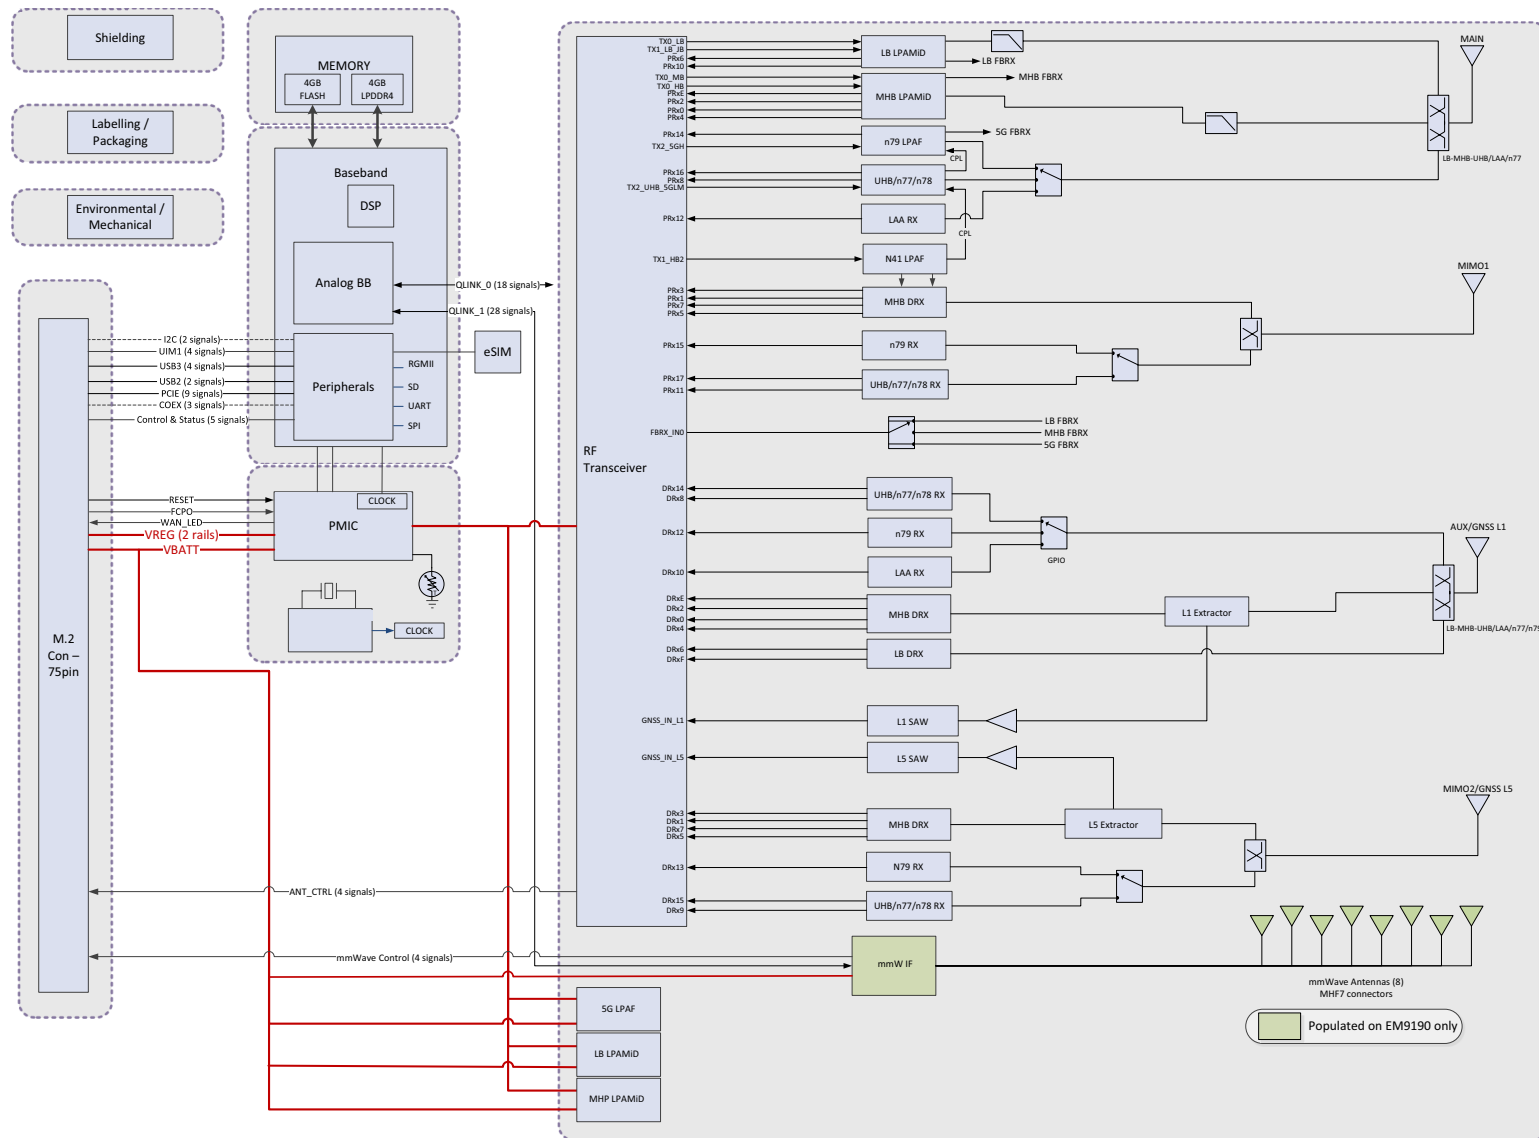 Shielding
Labelling /
Packaging
Environmental /
Mechanical
MEMORY
4GB
FLASH
4GB
LPDDR4
Baseband
DSP
Analog BB
QLINK_0 (18 signals)
QLINK_1 (28 signals)
Peripherals
RGMII
SD
UART
SPI
eSIM
I2C (2 signals)
UIM1 (4 signals)
USB3 (4 signals)
USB2 (2 signals)
PCIE (9 signals)
COEX (3 signals)
Control & Status (5 signals)
RESET
FCPO
WAN_LED
VREG (2 rails)
VBATT
CLOCK
PMIC
CLOCK
M.2
Con –
75pin
ANT_CTRL (4 signals)
mmWave Control (4 signals)
RF
Transceiver
TX0_LB
TX1_LB_JB
PRx6
PRx10
TX0_MB
TX0_HB
PRxE
PRx2
PRx0
PRx4
PRx14
TX2_5GH
PRx16
PRx8
TX2_UHB_5GLM
PRx12
TX1_HB2
PRx3
PRx1
PRx7
PRx5
PRx15
PRx17
PRx11
FBRX_IN0
DRx14
DRx8
DRx12
DRx10
DRxE
DRx2
DRx0
DRx4
DRx6
DRxF
GNSS_IN_L1
GNSS_IN_L5
DRx3
DRx1
DRx7
DRx5
DRx13
DRx15
DRx9
LB LPAMiD
LB FBRX
MHB LPAMiD
MHB FBRX
n79 LPAF
5G FBRX
CPL
UHB/n77/n78
LAA RX
CPL
N41 LPAF
MHB DRX
n79 RX
UHB/n77/n78 RX
LB FBRX
MHB FBRX
5G FBRX
UHB/n77/n78 RX
n79 RX
LAA RX
GPIO
MHB DRX
L1 Extractor
LB DRX
L1 SAW
L5 SAW
MHB DRX
L5 Extractor
N79 RX
UHB/n77/n78 RX
MAIN
LB-MHB-UHB/LAA/n77
MIMO1
AUX/GNSS L1
LB-MHB-UHB/LAA/n77/n79
MIMO2/GNSS L5
mmW IF
mmWave Antennas (8)
MHF7 connectors
Populated on EM9190 only
5G LPAF
LB LPAMiD
MHP LPAMiD